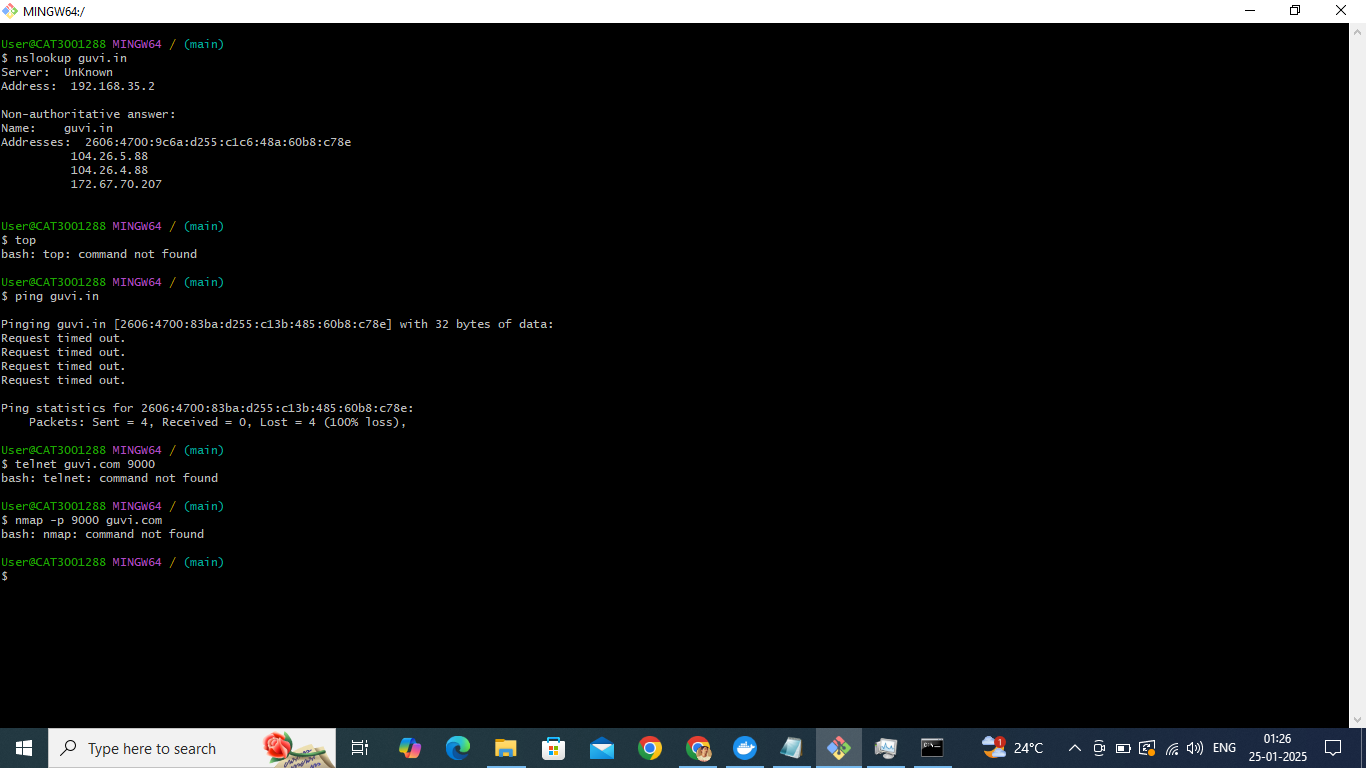 MINGW64:/
User@CAT3001288 MINGW64 / (main)
$ nslookup guvi.in
Server:  UnKnown
Address:  192.168.35.2
Non-authoritative answer:
Name:    guvi.in
Addresses:  2606:4700:9c6a:d255:c1c6:48a:60b8:c78e
104.26.5.88
104.26.4.88
172.67.70.207
User@CAT3001288 MINGW64 / (main)
$ top
bash: top: command not found
User@CAT3001288 MINGW64 / (main)
$ ping guvi.in
Pinging guvi.in [2606:4700:83ba:d255:c13b:485:60b8:c78e] with 32 bytes of data:
Request timed out.
Request timed out.
Request timed out.
Request timed out.
Ping statistics for 2606:4700:83ba:d255:c13b:485:60b8:c78e:
Packets: Sent = 4, Received = 0, Lost = 4 (100% loss),
User@CAT3001288 MINGW64 / (main)
$ telnet guvi.com 9000
bash: telnet: command not found
User@CAT3001288 MINGW64 / (main)
$ nmap -p 9000 guvi.com
bash: nmap: command not found
User@CAT3001288 MINGW64 / (main)
$
Type here to search
1
24°C
ENG
01:26
25-01-2025